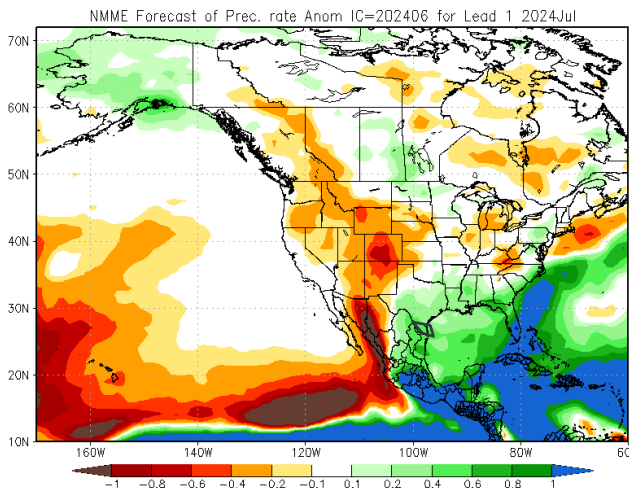 NMME Forecast of Prec. rate Anom IC=202406 for Lead 1 2024Jul
70N
60N
50N
40N
30N
20N
10N
160W 140W 120W 100W 80W 60
-1 -0.8 -0.6 -0.4 -0.2 -0.1 0.1 0.2 0.4 0.6 0.8 1